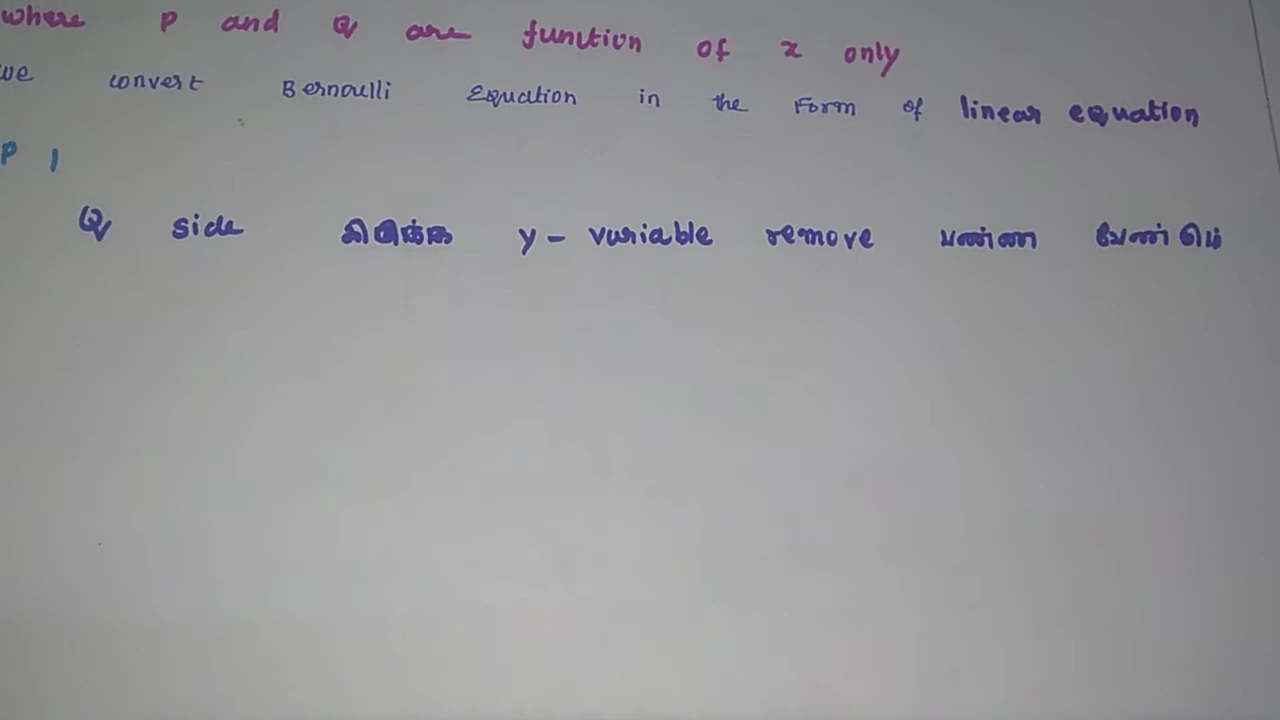 where P and Q are function of x only
we convert Bernoulli Equation in the Form of linear equation
P 1
Q side இருக்க y - variable remove பண்ண வேண்டும்